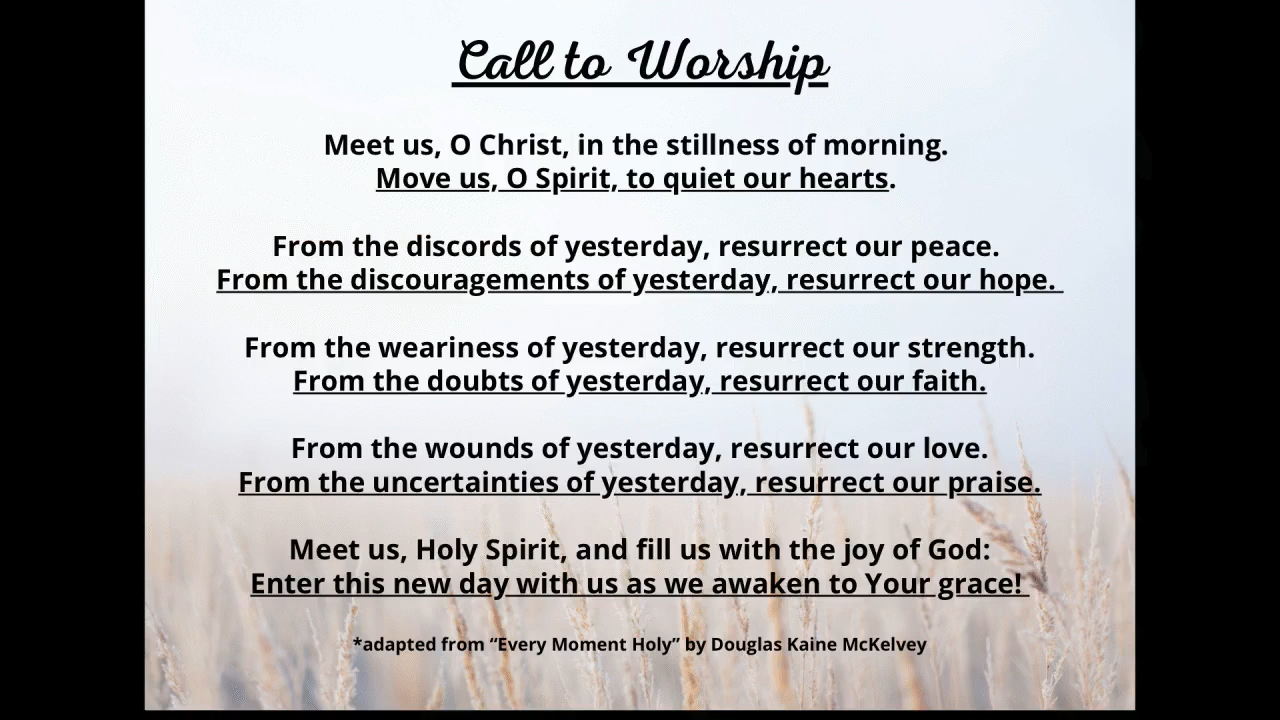 Call to Worship
Meet us, O Christ, in the stillness of morning.
Move us, O Spirit, to quiet our hearts.
From the discords of yesterday, resurrect our peace.
From the discouragements of yesterday, resurrect our hope.
From the weariness of yesterday, resurrect our strength.
From the doubts of yesterday, resurrect our faith.
From the wounds of yesterday, resurrect our love.
From the uncertainties of yesterday, resurrect our praise.
Meet us, Holy Spirit, and fill us with the joy of God:
Enter this new day with us as we awaken to Your grace!
*adapted from “Every Moment Holy” by Douglas Kaine McKelvey